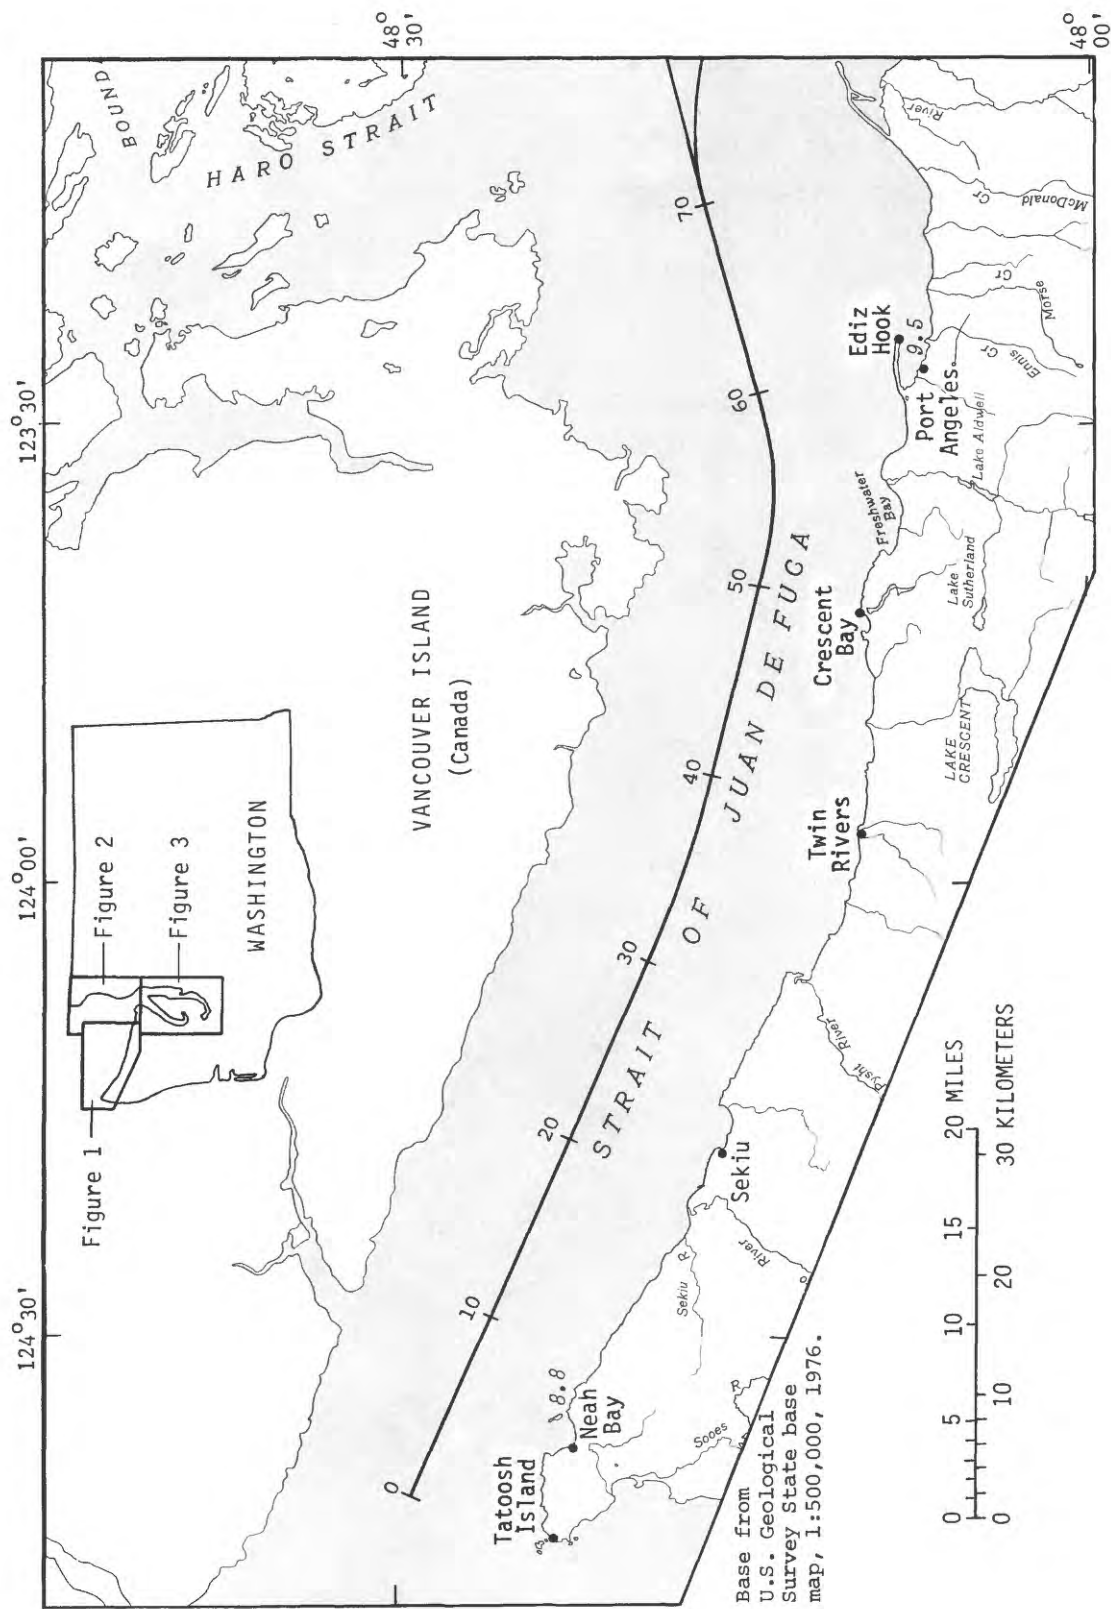 124°30'
124°00'
123°30'
48°
30'
48°
00'
BOUND
HARO STRAIT
Figure 1
Figure 2
Figure 3
WASHINGTON
VANCOUVER ISLAND
(Canada)
0
10
20
30
40
50
60
70
STRAIT OF JUAN DE FUCA
Tatoosh
Island
8.8
Neah
Bay
Sooes
R
Sekiu R
River
Sekiu
Pysht River
Twin
Rivers
LAKE
CRESCENT
Crescent
Bay
Lake
Sutherland
Freshwater
Bay
Lake Aldwell
Port
Angeles
9.5
Ediz
Hook
Ennis Cr
Morse Cr
McDonald Cr
River
Base from
U.S. Geological
Survey State base
map, 1:500,000, 1976.
0 5 10 15 20 MILES
0 10 20 30 KILOMETERS